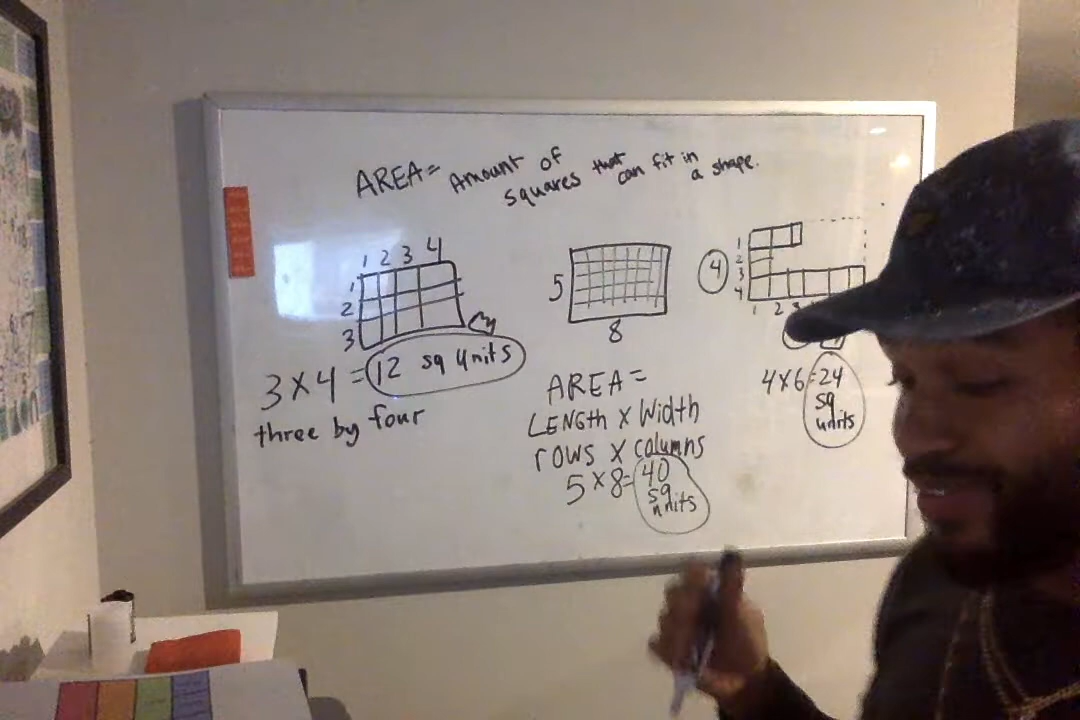 AREA = Amount of
squares that can fit in a shape.
1 2 3 4
1
2
3
3 x 4 = 12 sq units
three by four
5
8
AREA =
LENGth x Width
rows x columns
5 x 8 = 40
sq
units
4
1
2
3
4
1 2 3
4 x 6 = 24
sq
units